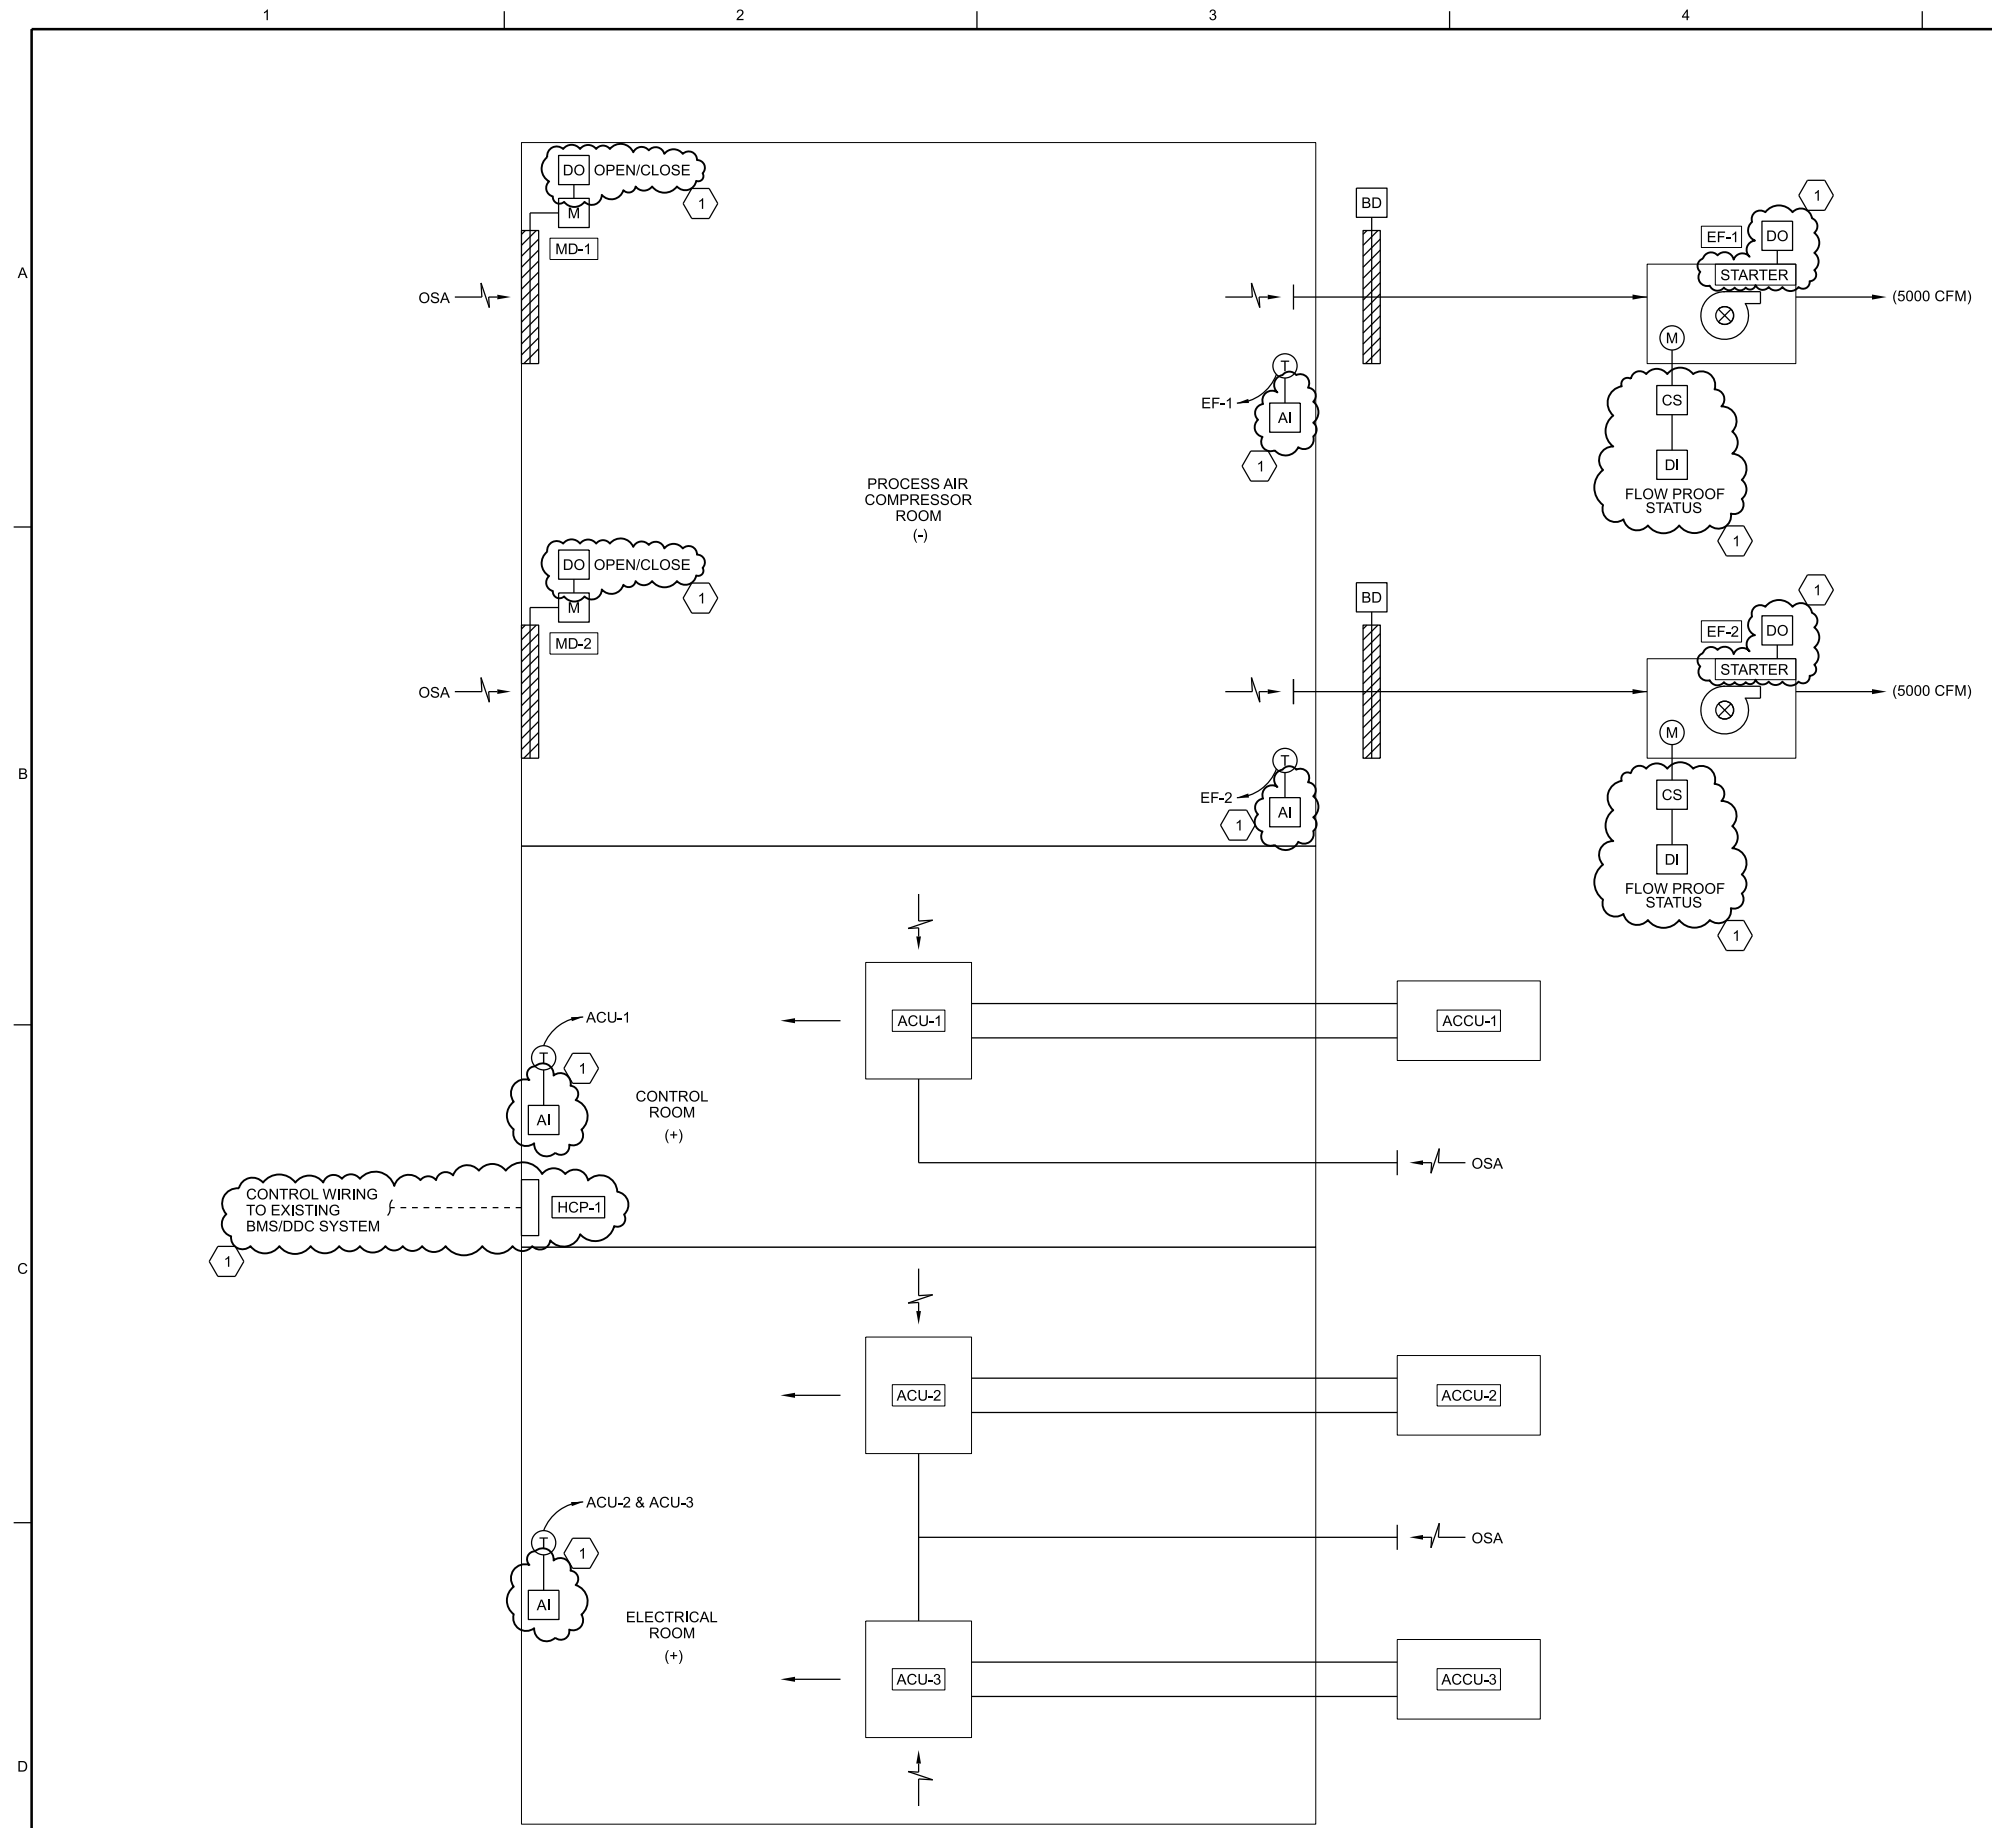 1
2
3
4
A
B
C
D
DO OPEN/CLOSE
M
1
MD-1
OSA
BD
1
EF-1
DO
STARTER
(5000 CFM)
M
T
EF-1
AI
1
CS
DI
FLOW PROOF
STATUS
1
PROCESS AIR
COMPRESSOR
ROOM
(-)
DO OPEN/CLOSE
M
1
MD-2
OSA
BD
1
EF-2
DO
STARTER
(5000 CFM)
M
T
EF-2
AI
1
CS
DI
FLOW PROOF
STATUS
1
ACU-1
ACCU-1
ACU-1
T
1
AI
CONTROL
ROOM
(+)
OSA
CONTROL WIRING
TO EXISTING
BMS/DDC SYSTEM
HCP-1
1
ACU-2
ACCU-2
ACU-2 & ACU-3
T
1
AI
OSA
ELECTRICAL
ROOM
(+)
ACU-3
ACCU-3